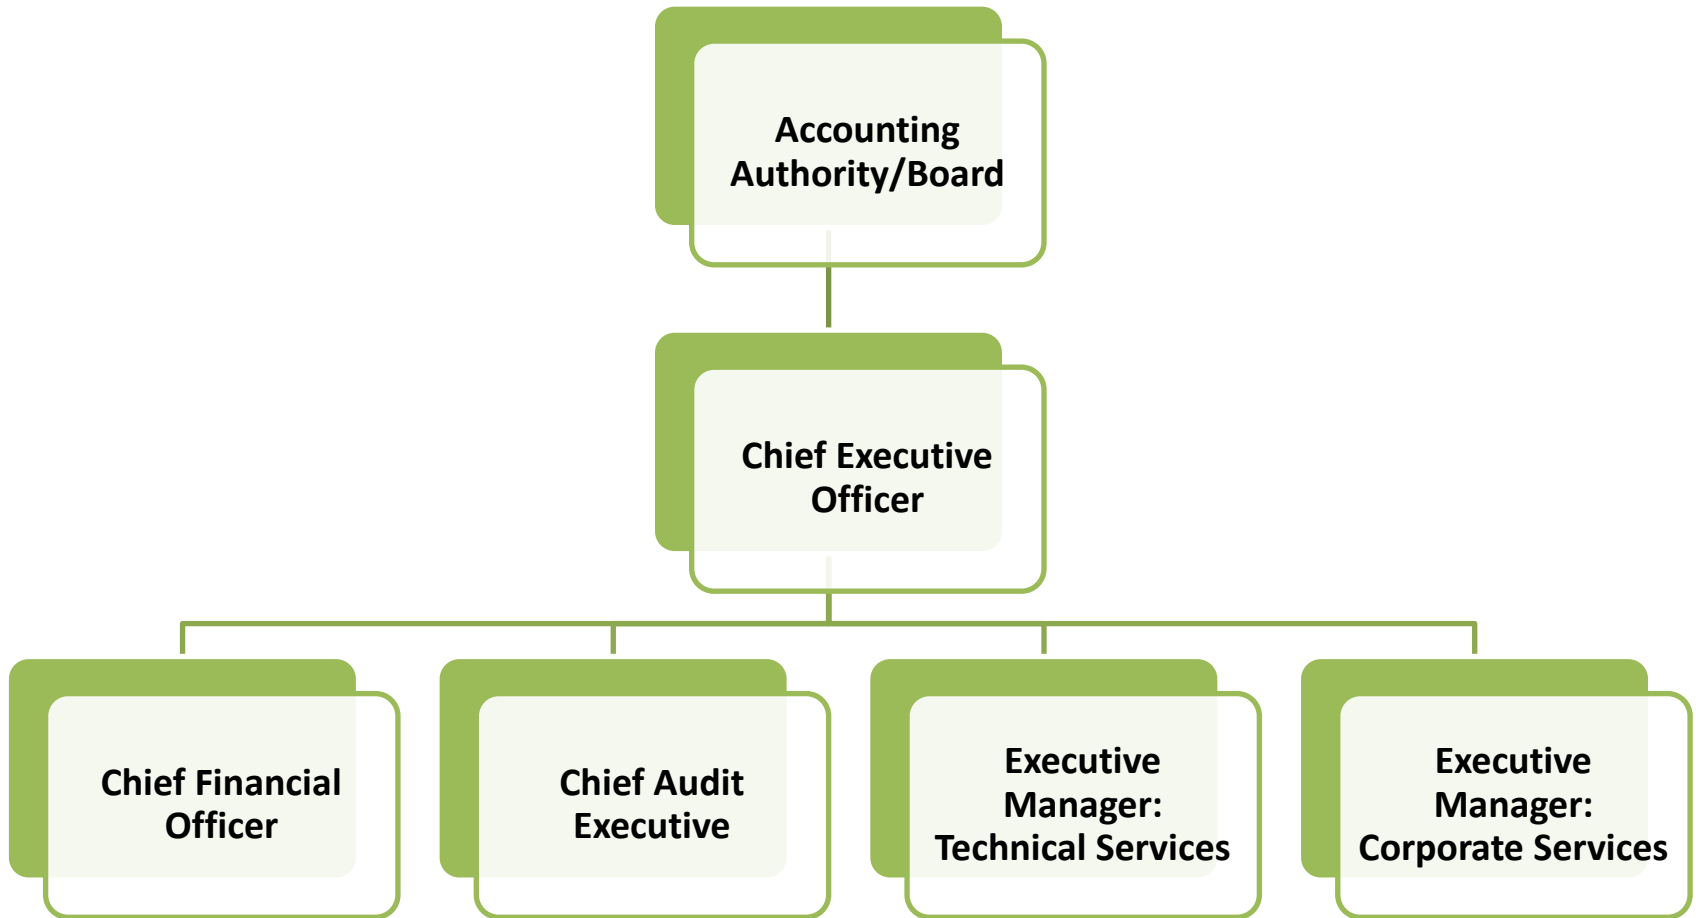 Accounting
Authority/Board
Chief Executive
Officer
Chief Financial
Officer
Chief Audit
Executive
Executive
Manager:
Technical Services
Executive
Manager:
Corporate Services